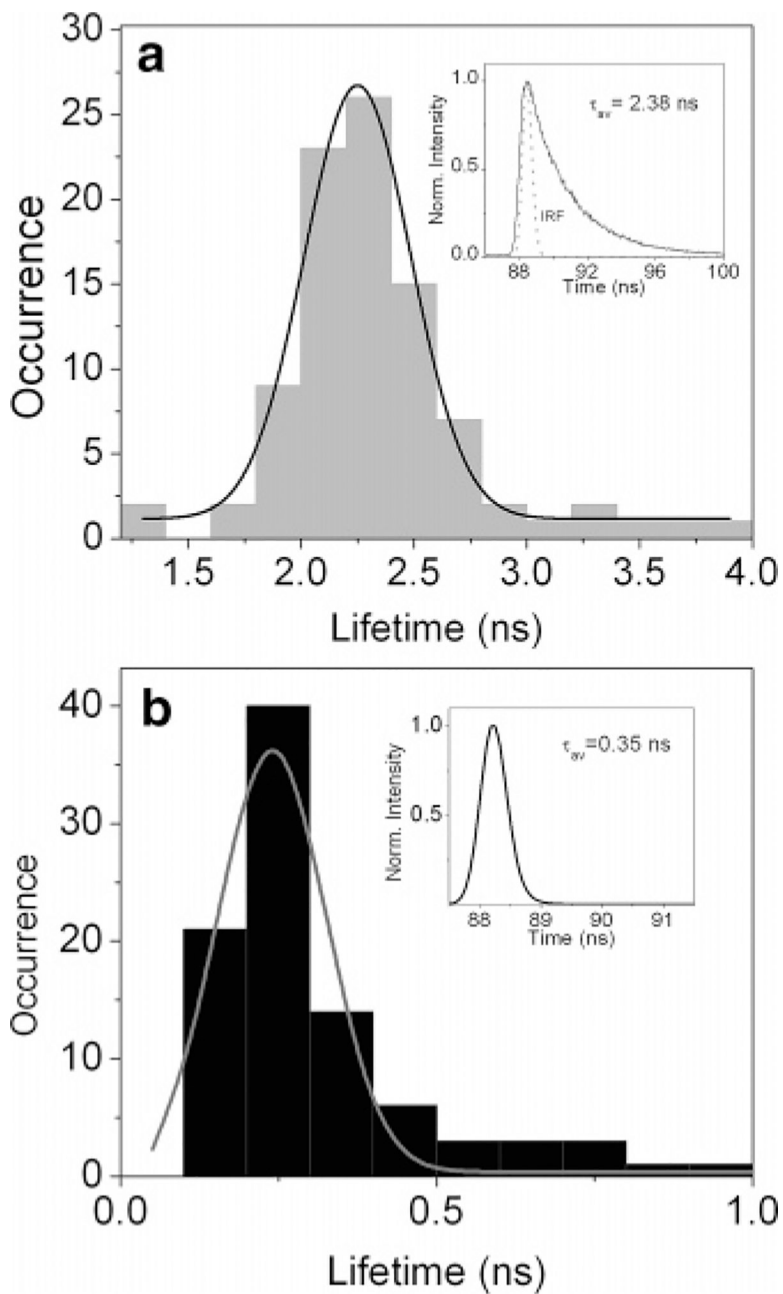 a
30
25
20
15
10
5
0
Occurrence
1.5 2.0 2.5 3.0 3.5 4.0
Lifetime (ns)
1.0
0.5
0.0
Norm. Intensity
τav= 2.38 ns
IRF
88 92 96 100
Time (ns)
b
40
30
20
10
0
Occurrence
0.0 0.5 1.0
Lifetime (ns)
1.0
0.5
Norm. Intensity
τav=0.35 ns
88 89 90 91
Time (ns)